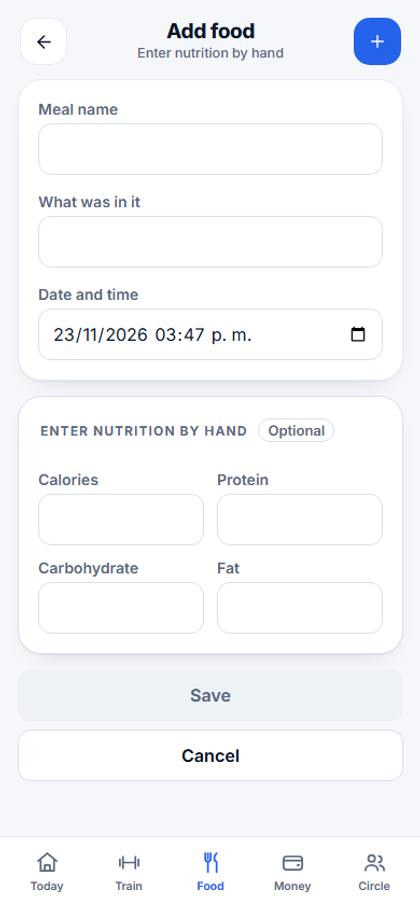 Add food
Enter nutrition by hand
Meal name
What was in it
Date and time
23/11/2026 03:47 p. m.
ENTER NUTRITION BY HAND Optional
Calories Protein
Carbohydrate Fat
Save
Cancel
Today Train Food Money Circle